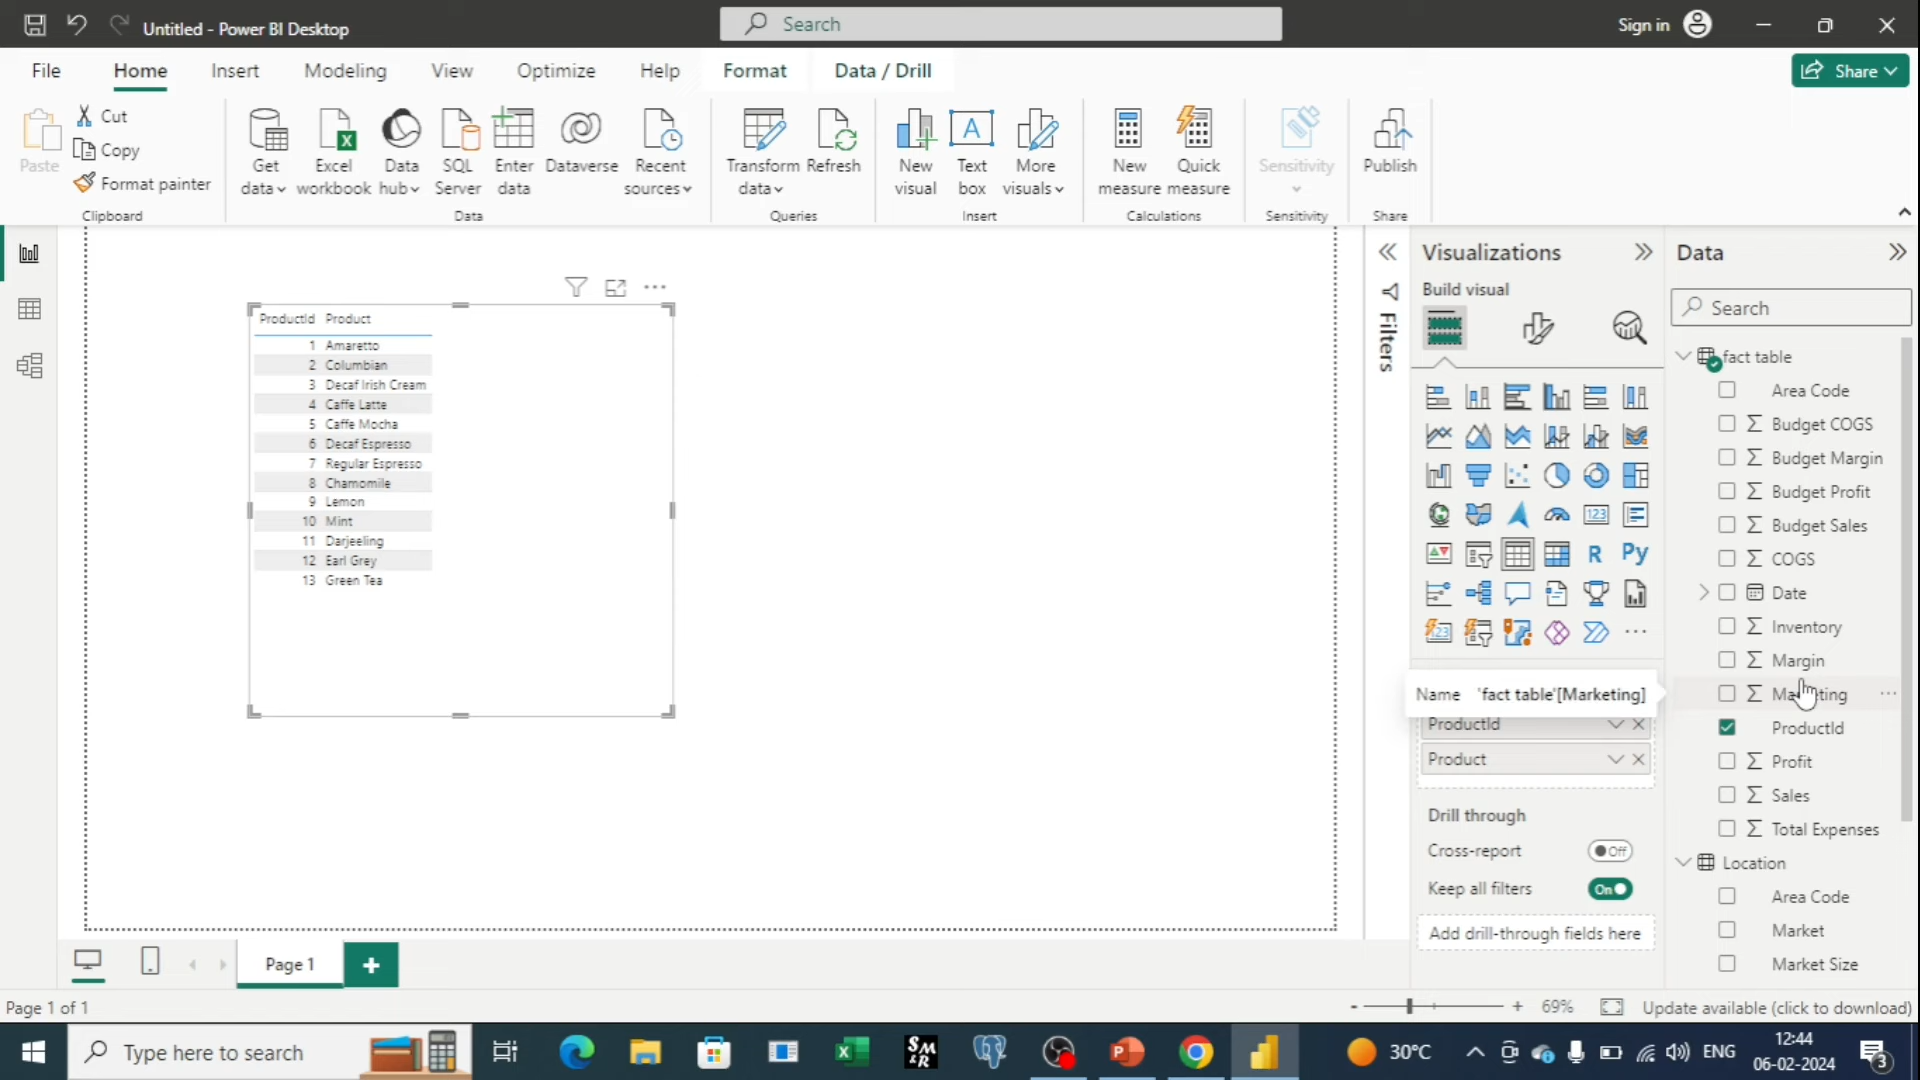 Untitled - Power BI Desktop
Search
Sign in
File
Home
Insert
Modeling
View
Optimize
Help
Format
Data / Drill
Share
Paste
Cut
Copy
Format painter
Clipboard
Get data
Excel workbook
Data hub
SQL Server
Enter data
Dataverse
Recent sources
Data
Transform data
Refresh
Queries
New visual
A
Text box
More visuals
Insert
New measure
Quick measure
Calculations
Sensitivity
Sensitivity
Publish
Share
ProductId Product
1 Amaretto
2 Columbian
3 Decaf Irish Cream
4 Caffe Latte
5 Caffe Mocha
6 Decaf Espresso
7 Regular Espresso
8 Chamomile
9 Lemon
10 Mint
11 Darjeeling
12 Earl Grey
13 Green Tea
Filters
Visualizations
Build visual
123
R
Py
123
Name 'fact table'[Marketing]
ProductId
Product
Drill through
Cross-report
Off
Keep all filters
On
Add drill-through fields here
Data
Search
fact table
Area Code
Budget COGS
Budget Margin
Budget Profit
Budget Sales
COGS
Date
Inventory
Margin
Marketing
ProductId
Profit
Sales
Total Expenses
Location
Area Code
Market
Market Size
Page 1
Page 1 of 1
- + 69%
Update available (click to download)
Type here to search
SM
&R
30°C
ENG
12:44
06-02-2024
3